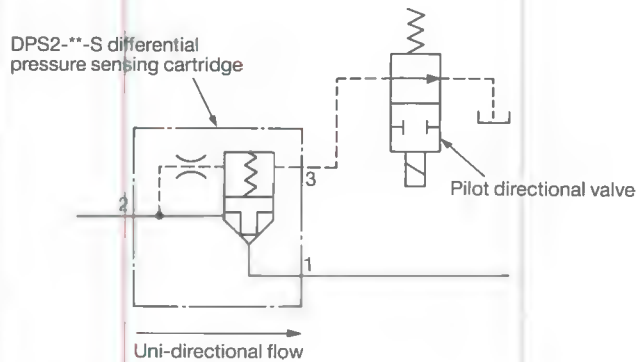 DPS2-**-S differential
pressure sensing cartridge
3
Pilot directional valve
2
1
Uni-directional flow